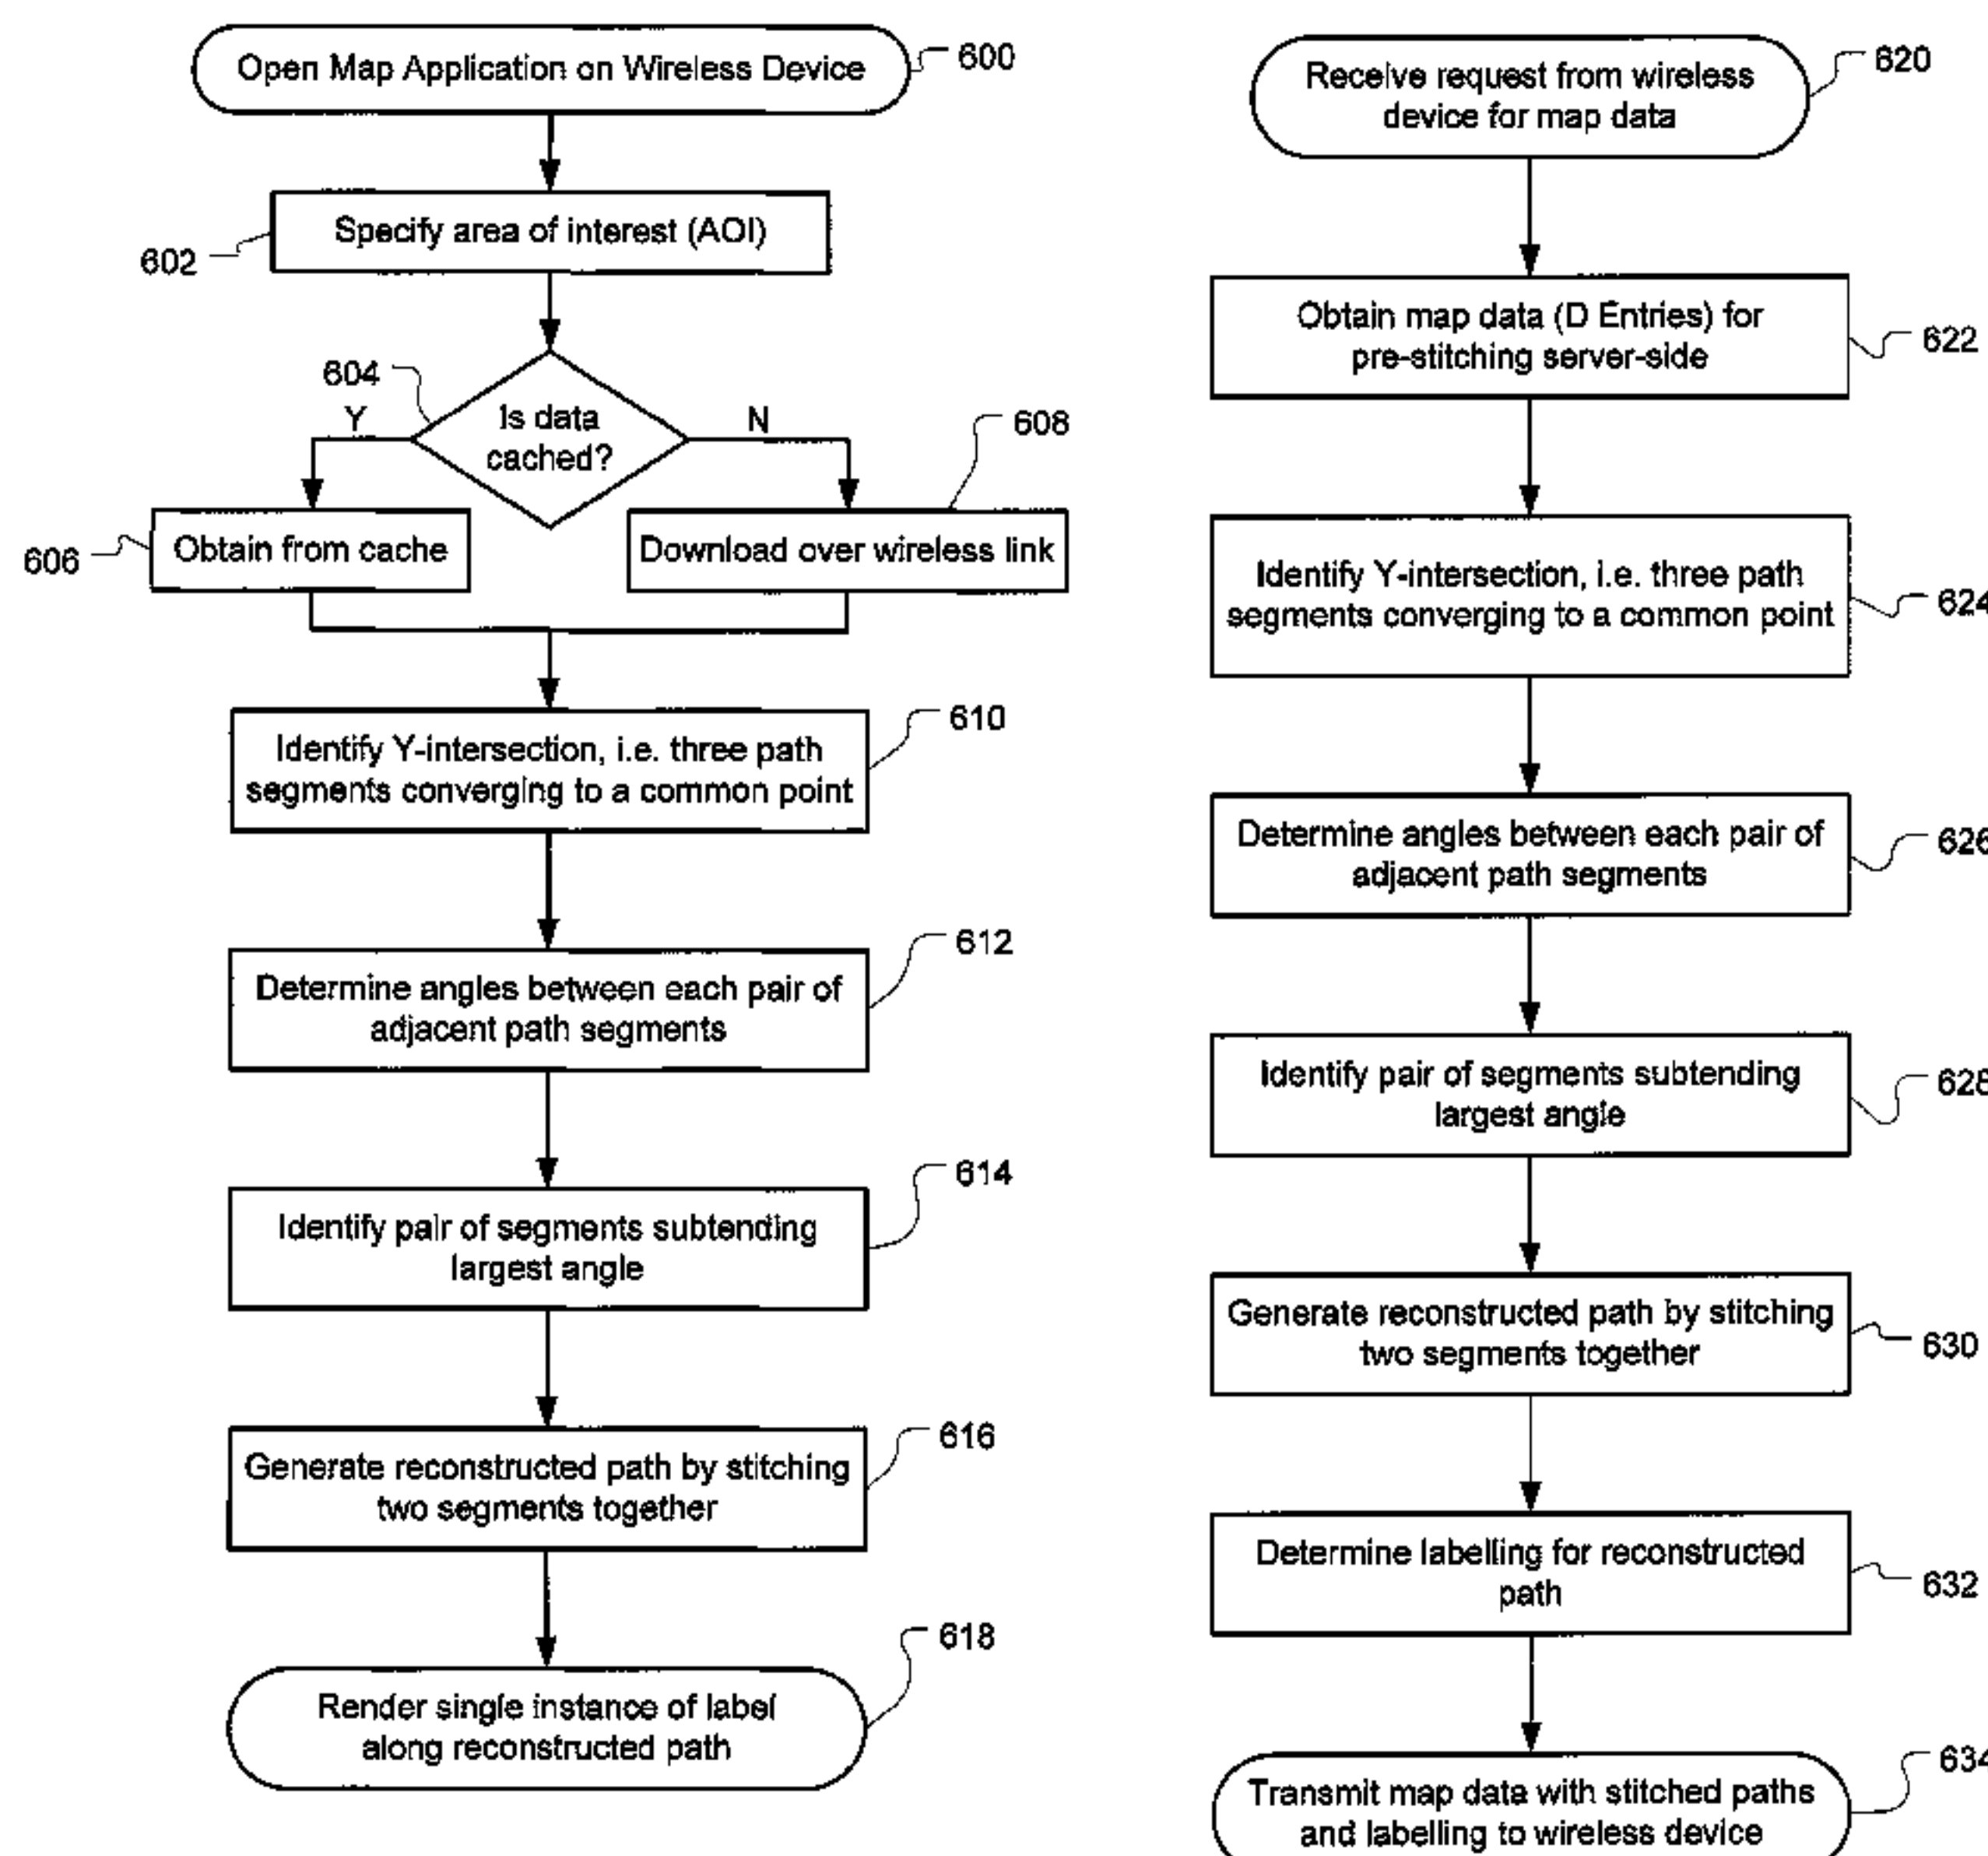 Open Map Application on Wireless Device
600
Specify area of interest (AOI)
602
604
Is data
cached?
Y
N
608
606
Obtain from cache
Download over wireless link
610
Identify Y-intersection, i.e. three path
segments converging to a common point
612
Determine angles between each pair of
adjacent path segments
614
Identify pair of segments subtending
largest angle
616
Generate reconstructed path by stitching
two segments together
618
Render single instance of label
along reconstructed path
620
Receive request from wireless
device for map data
Obtain map data (D Entries) for
pre-stitching server-side
622
Identify Y-intersection, i.e. three path
segments converging to a common point
624
Determine angles between each pair of
adjacent path segments
626
Identify pair of segments subtending
largest angle
628
Generate reconstructed path by stitching
two segments together
630
Determine labelling for reconstructed
path
632
634
Transmit map data with stitched paths
and labelling to wireless device